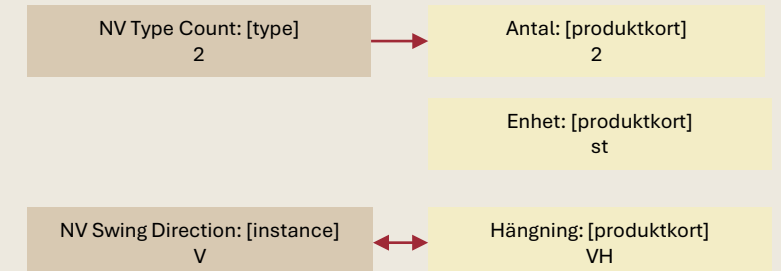 NV Type Count: [type]
2
Antal: [produktkort]
2
Enhet: [produktkort]
st
NV Swing Direction: [instance]
V
Hängning: [produktkort]
VH